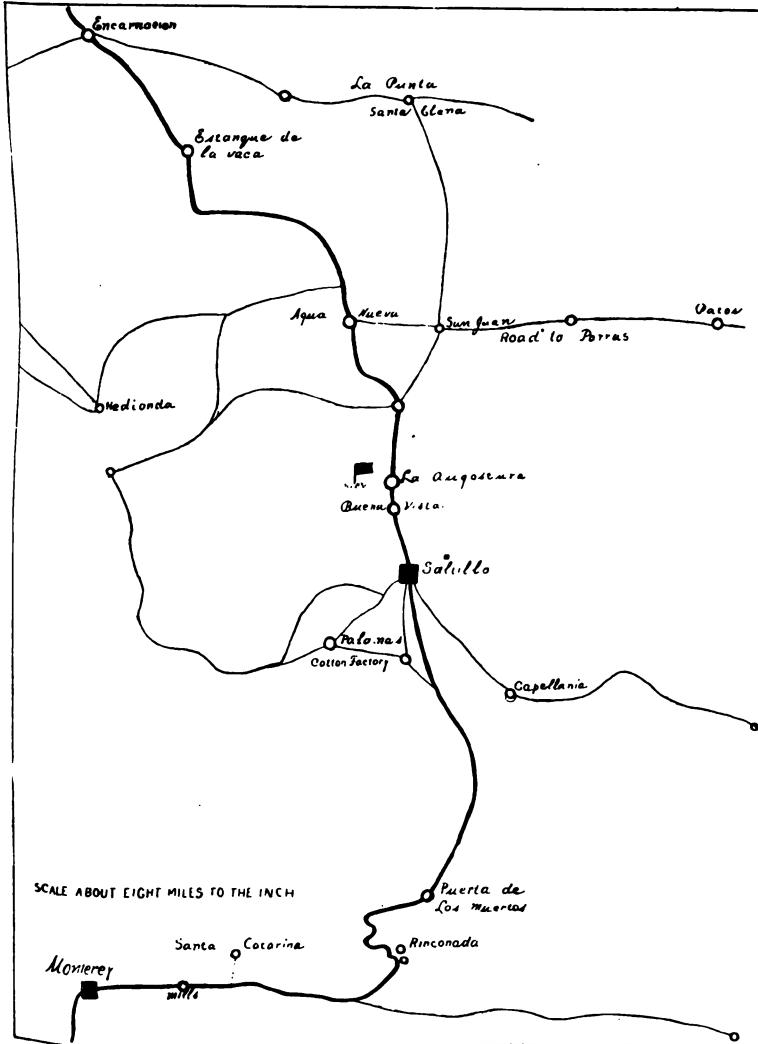 Encarnacion
La Punta
Santa Elena
Estanque de
la vaca
Agua Nueva
San Juan
Road to Porras
Patos
Hedionda
La Angostura
Buena Vista.
Saltillo
Palomas
Cotton Factory
Capellania
SCALE ABOUT EIGHT MILES TO THE INCH
Puerta de
Los muertos
Rinconada
Santa Catarina
Monterey
mills